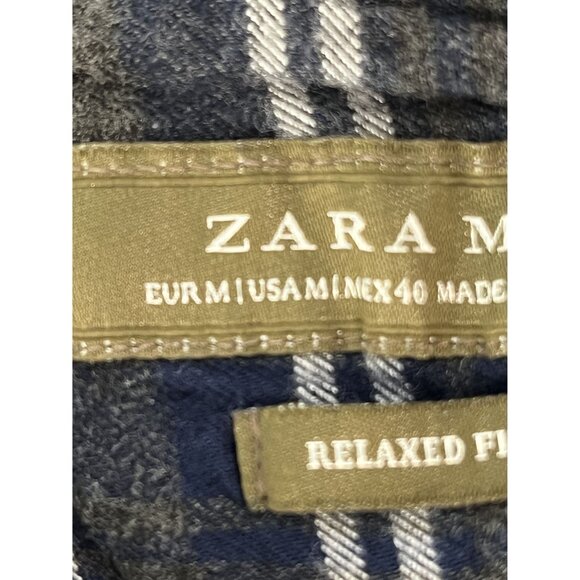 ZARA M
EUR M | USA M | MEX 40 MADE
RELAXED FI